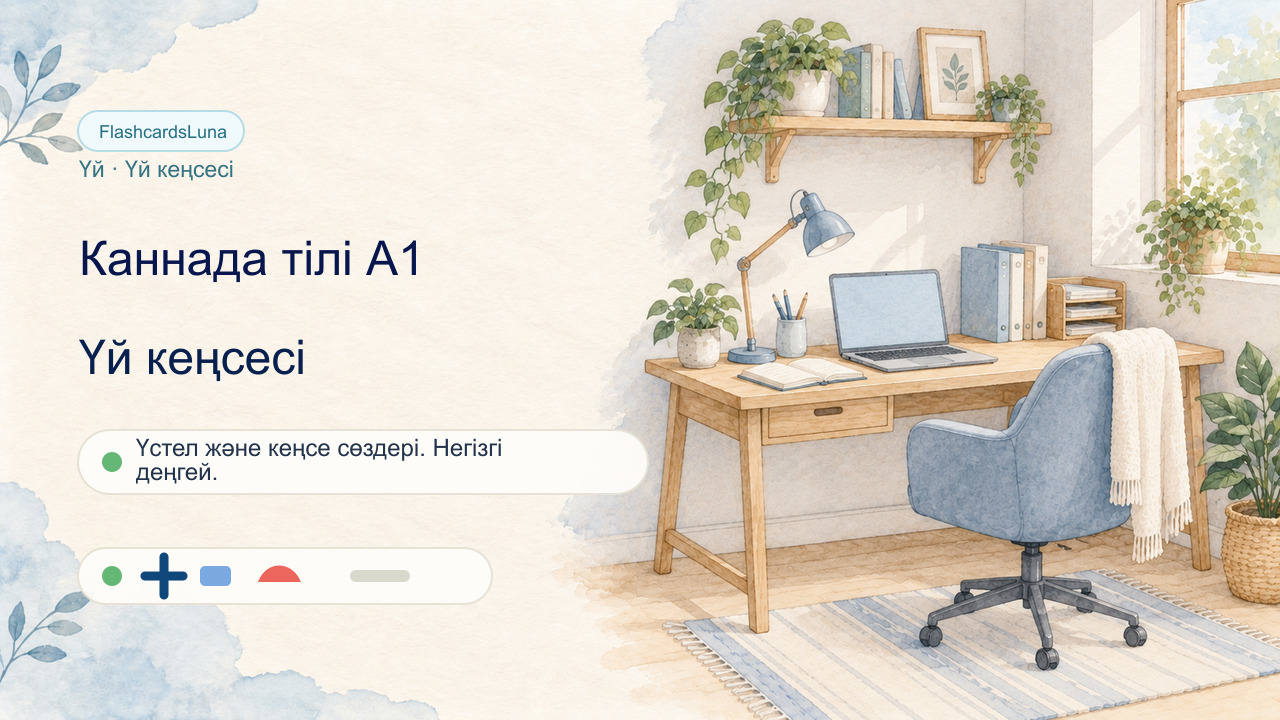 FlashcardsLuna
Үй · Үй кеңсесі
Каннада тілі A1
Үй кеңсесі
Үстел және кеңсе сөздері. Негізгі
деңгей.